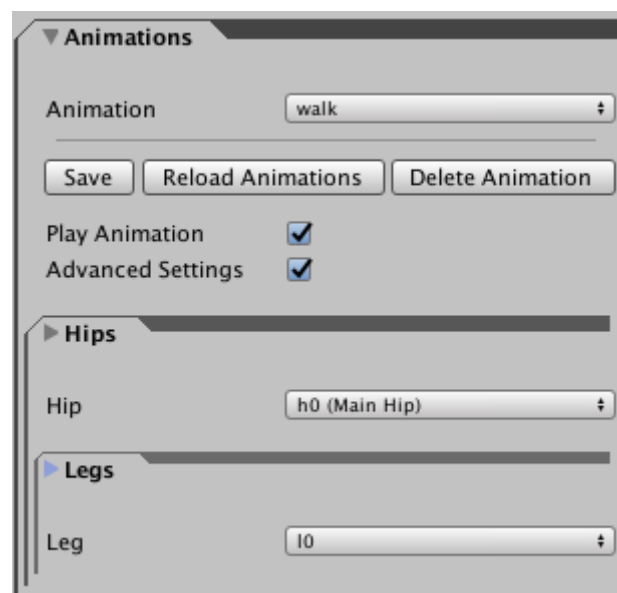 Animations
Animation walk
Save Reload Animations Delete Animation
Play Animation
Advanced Settings
Hips
Hip h0 (Main Hip)
Legs
Leg l0